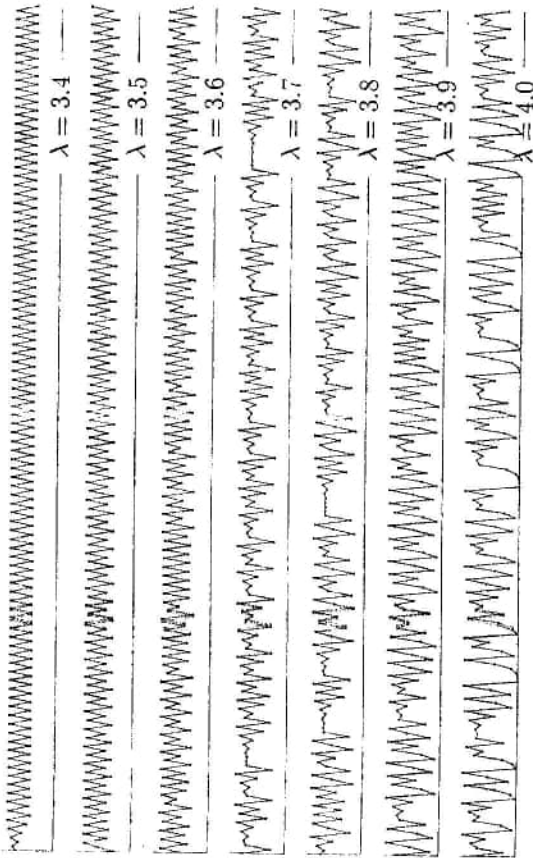 λ = 3.4
λ = 3.5
λ = 3.6
λ = 3.7
λ = 3.8
λ = 3.9
λ = 4.0